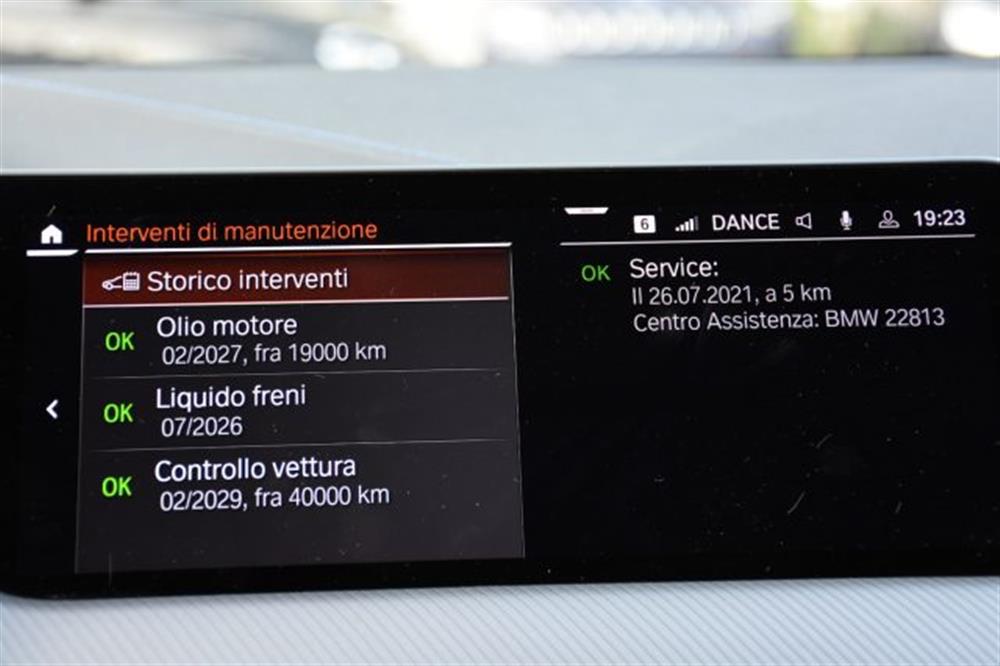 Interventi di manutenzione
Storico interventi
OK Olio motore
02/2027, fra 19000 km
OK Liquido freni
07/2026
OK Controllo vettura
02/2029, fra 40000 km
6 DANCE 19:23
OK Service:
Il 26.07.2021, a 5 km
Centro Assistenza: BMW 22813